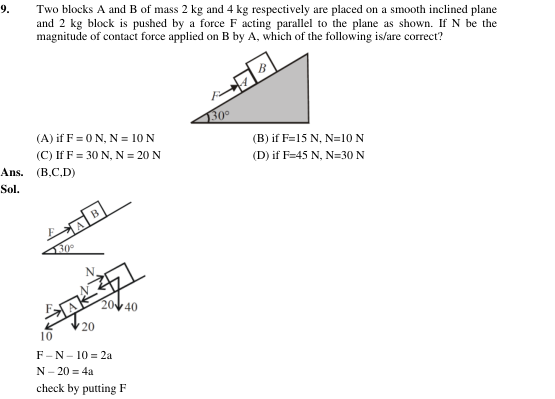 9. Two blocks A and B of mass 2 kg and 4 kg respectively are placed on a smooth inclined plane
and 2 kg block is pushed by a force F acting parallel to the plane as shown. If N be the
magnitude of contact force applied on B by A, which of the following is/are correct?
B
A
F
30°
(A) if F = 0 N, N = 10 N (B) if F=15 N, N=10 N
(C) If F = 30 N, N = 20 N (D) if F=45 N, N=30 N
Ans. (B,C,D)
Sol.
B
F A
30°
N
N
F A 20 40
20
10
F – N – 10 = 2a
N – 20 = 4a
check by putting F